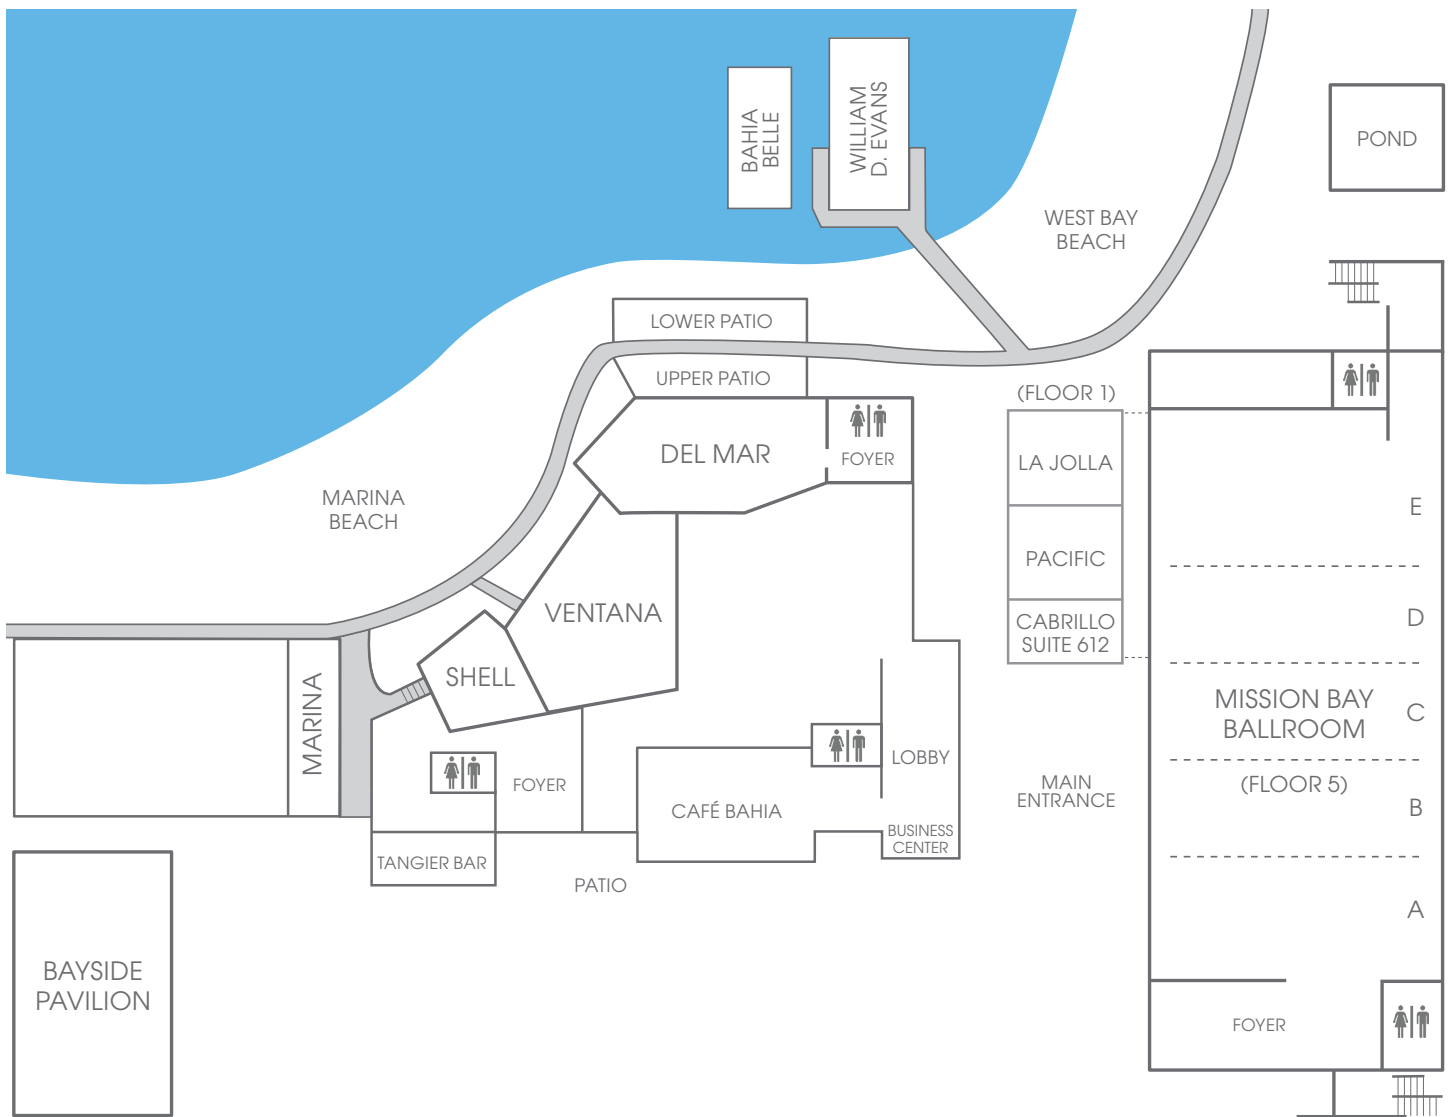 BAHIA
BELLE
WILLIAM
D. EVANS
POND
WEST BAY
BEACH
LOWER PATIO
UPPER PATIO
(FLOOR 1)
DEL MAR
FOYER
LA JOLLA
MARINA
BEACH
E
PACIFIC
VENTANA
CABRILLO
SUITE 612
D
SHELL
MARINA
MISSION BAY
BALLROOM
C
LOBBY
FOYER
MAIN
ENTRANCE
(FLOOR 5)
B
CAFÉ BAHIA
BUSINESS
CENTER
TANGIER BAR
PATIO
A
BAYSIDE
PAVILION
FOYER